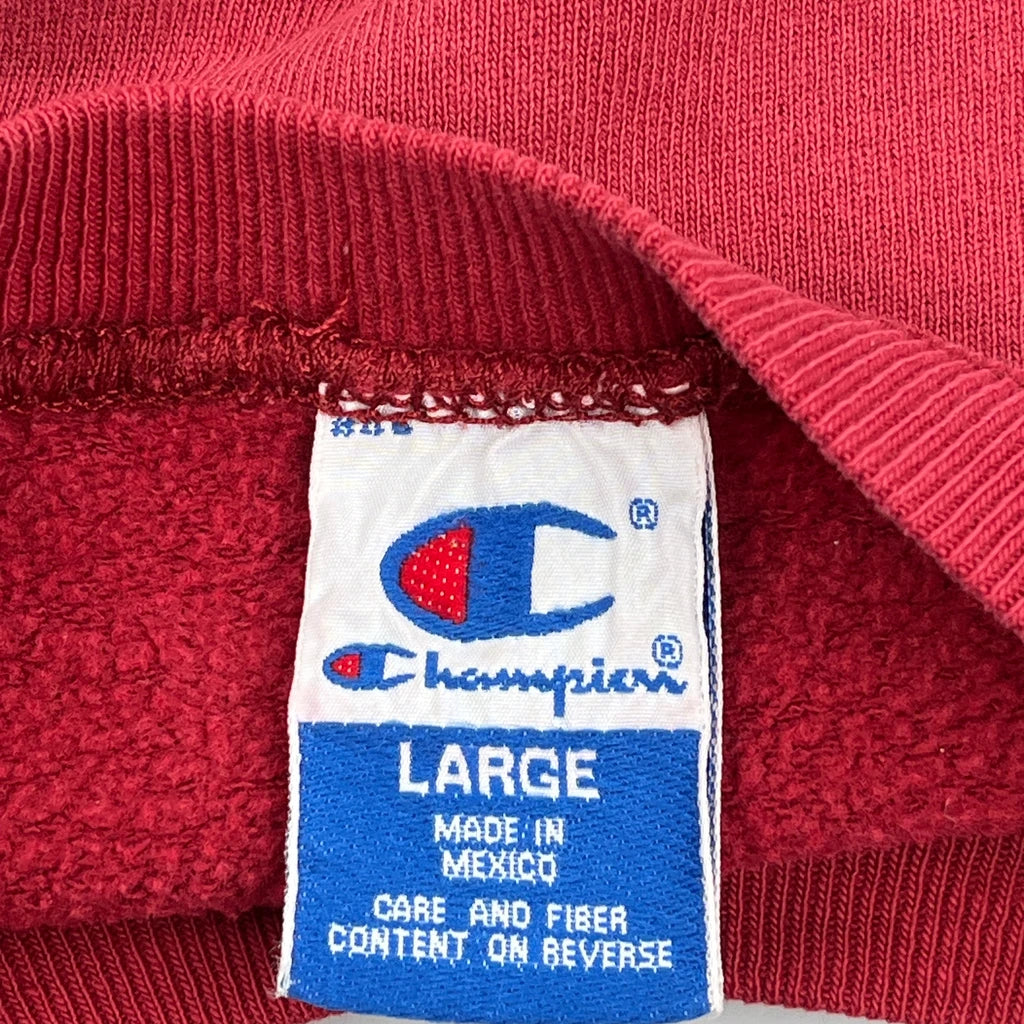 ®
Champion®
LARGE
MADE IN
MEXICO
CARE AND FIBER
CONTENT ON REVERSE